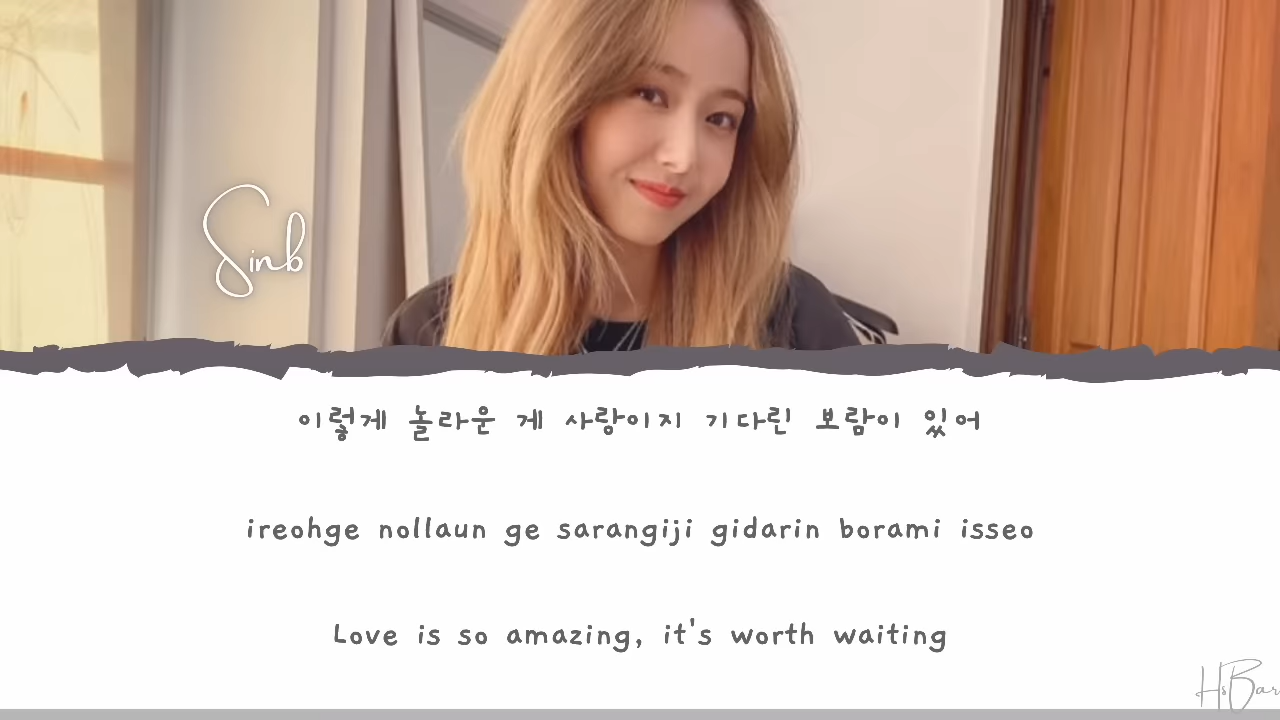 Sinb
이렇게 놀라운 게 사랑이지 기다린 보람이 있어
ireohge nollaun ge sarangiji gidarin borami isseo
Love is so amazing, it's worth waiting
HsBar